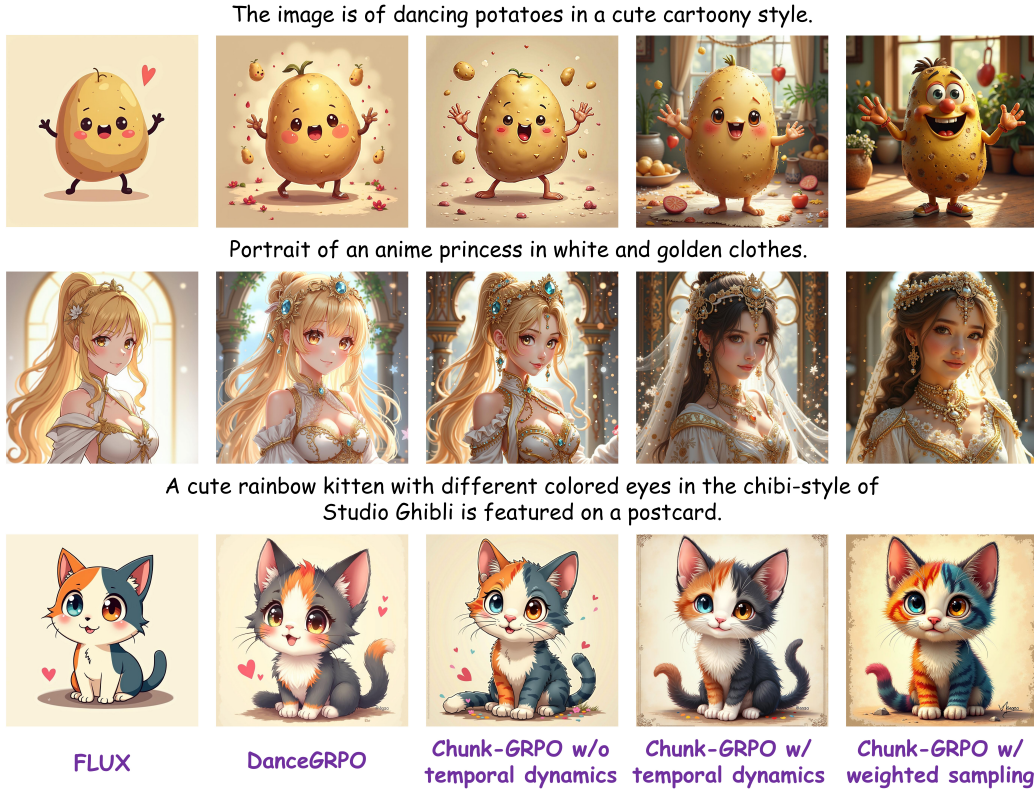 The image is of dancing potatoes in a cute cartoony style.
Portrait of an anime princess in white and golden clothes.
A cute rainbow kitten with different colored eyes in the chibi-style of
Studio Ghibli is featured on a postcard.
FLUX
DanceGRPO
Chunk-GRPO w/o
temporal dynamics
Chunk-GRPO w/
temporal dynamics
Chunk-GRPO w/
weighted sampling